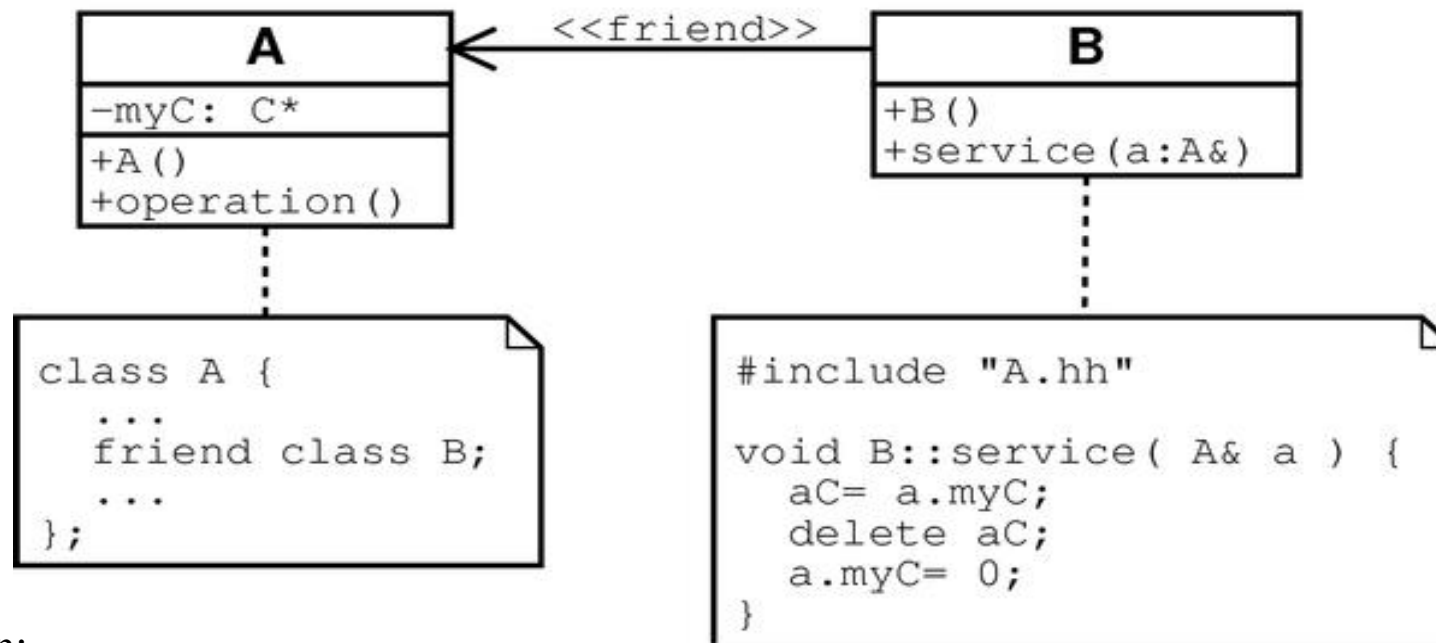 A
<<friend>>
B
-myC: C*
+A()
+operation()
+B()
+service(a:A&)
class A {
...
friend class B;
...
};
#include "A.hh"
void B::service( A& a ) {
aC= a.myC;
delete aC;
a.myC= 0;
}